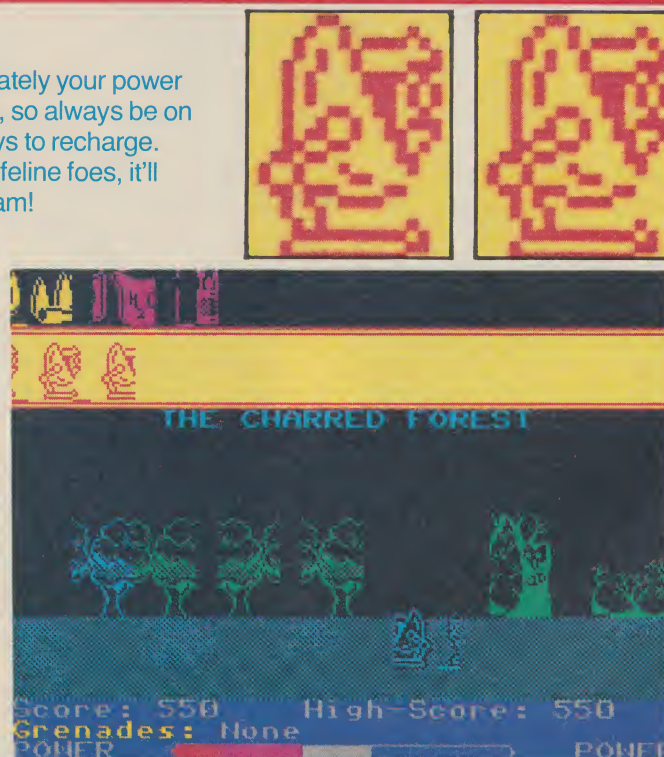 ately your power
, so always be on
ys to recharge.
feline foes, it'll
am!
H₂O
THE CHARRED FOREST
Score: 550 High-Score: 550
Grenades: None
POWER POWER